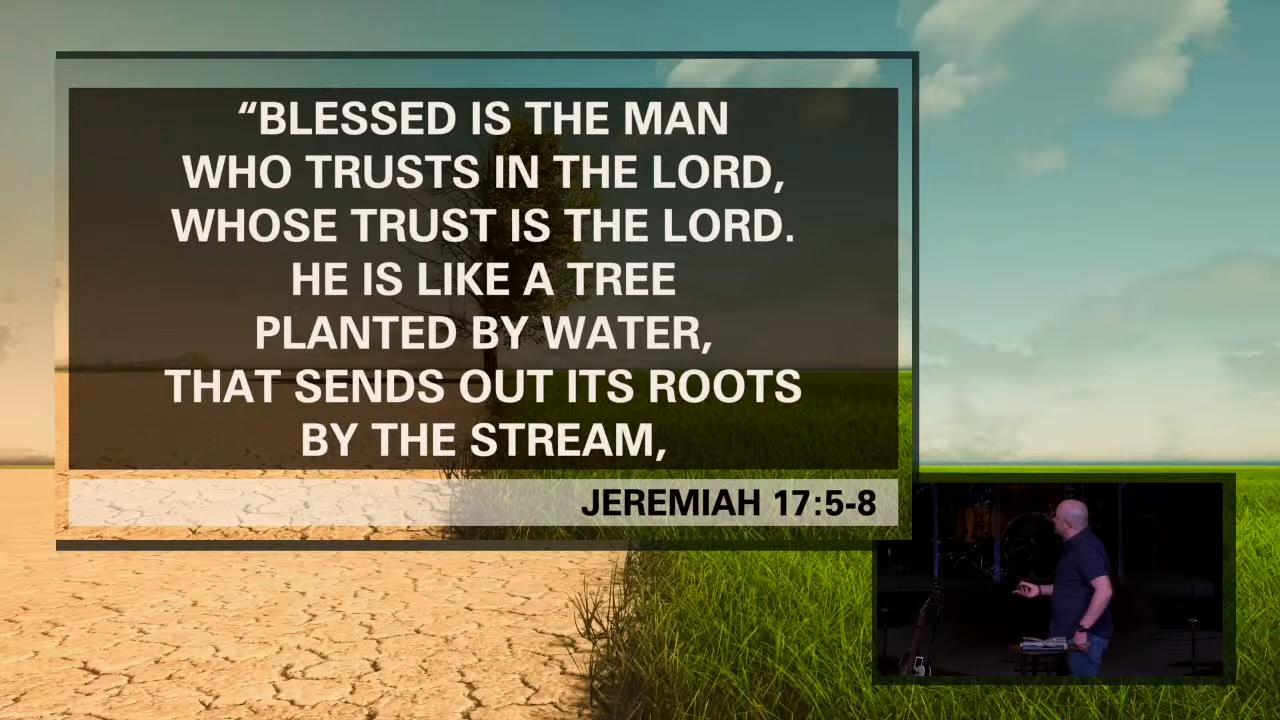 “BLESSED IS THE MAN
WHO TRUSTS IN THE LORD,
WHOSE TRUST IS THE LORD.
HE IS LIKE A TREE
PLANTED BY WATER,
THAT SENDS OUT ITS ROOTS
BY THE STREAM,
JEREMIAH 17:5-8